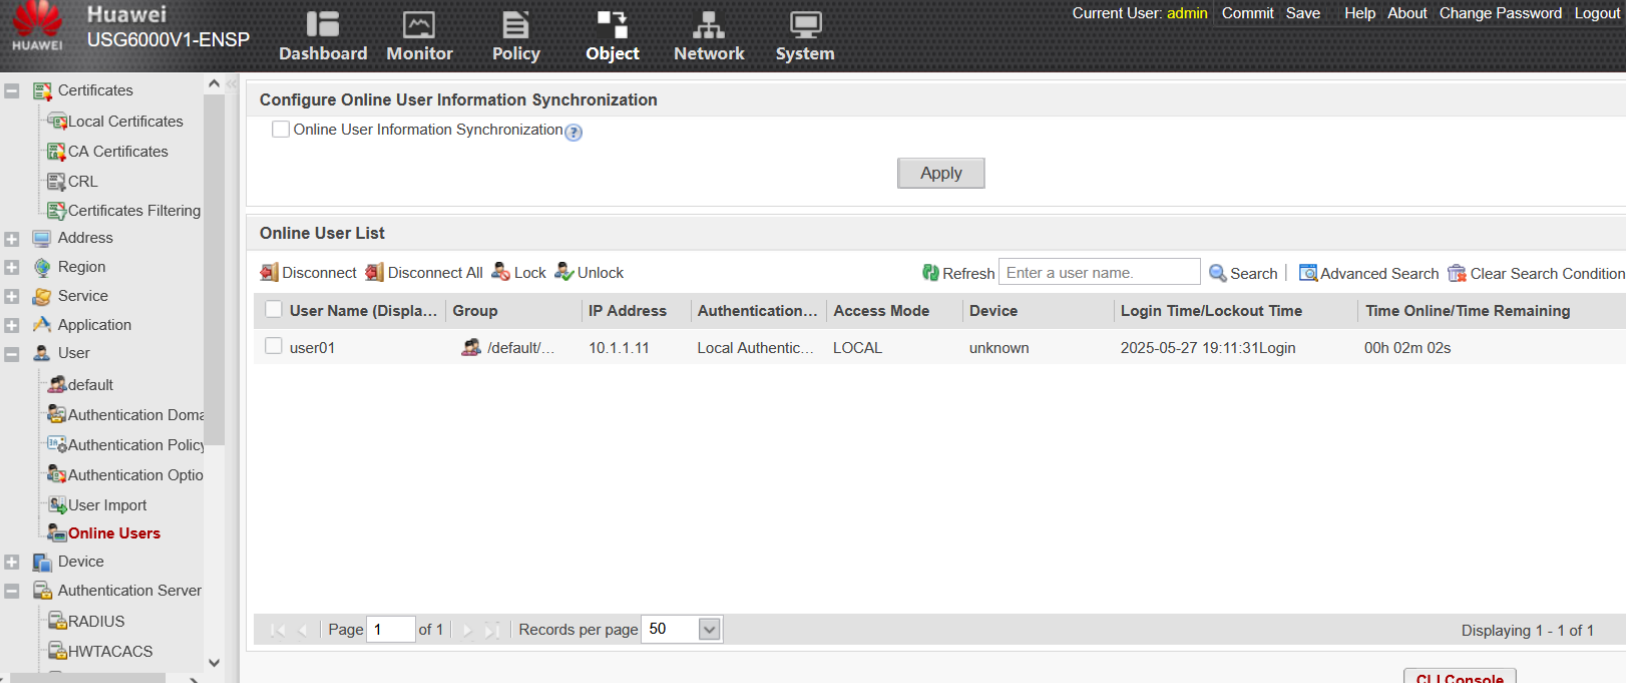 HUAWEI
Huawei
USG6000V1-ENSP
Dashboard Monitor Policy Object Network System
Current User: admin Commit Save Help About Change Password Logout
Certificates
Local Certificates
CA Certificates
CRL
Certificates Filtering
Address
Region
Service
Application
User
default
Authentication Doma
Authentication Policy
Authentication Optio
User Import
Online Users
Device
Authentication Server
RADIUS
HWTACACS
Configure Online User Information Synchronization
Online User Information Synchronization ?
Apply
Online User List
Disconnect Disconnect All Lock Unlock Refresh Enter a user name. Search Advanced Search Clear Search Condition
User Name (Displa... Group IP Address Authentication... Access Mode Device Login Time/Lockout Time Time Online/Time Remaining
user01 /default/... 10.1.1.11 Local Authentic... LOCAL unknown 2025-05-27 19:11:31Login 00h 02m 02s
Page 1 of 1 Records per page 50 Displaying 1 - 1 of 1
CLI Console